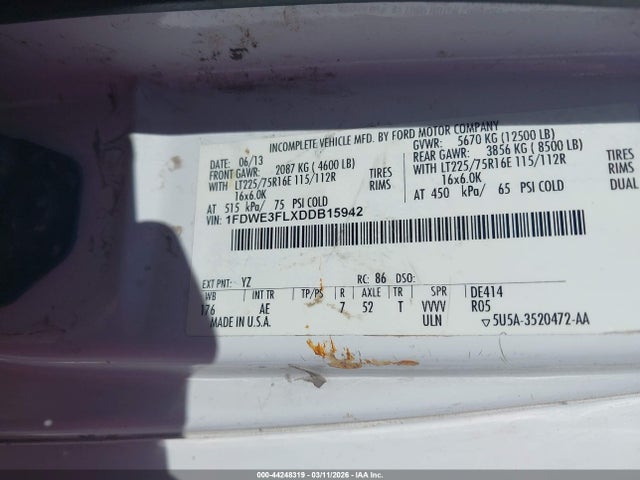 INCOMPLETE VEHICLE MFD. BY FORD MOTOR COMPANY
DATE: 06/13 GVWR: 5670 KG (12500 LB)
FRONT GAWR: 2087 KG (4600 LB) REAR GAWR: 3856 KG ( 8500 LB)
WITH LT225/75R16E 115/112R TIRES WITH LT225/75R16E 115/112R TIRES
16x6.0K RIMS 16x6.0K RIMS
AT 515 kPa/ 75 PSI COLD AT 450 kPa/ 65 PSI COLD DUAL
VIN: 1FDWE3FLXDDB15942
EXT PNT: YZ RC: 86 DSO:
WB INT TR TP/PS R AXLE TR SPR DE414
176 AE 7 52 T VVVV R05
MADE IN U.S.A. ULN ▽5U5A-3520472-AA
000-44248319 - 03/11/2026 - IAAI.COM